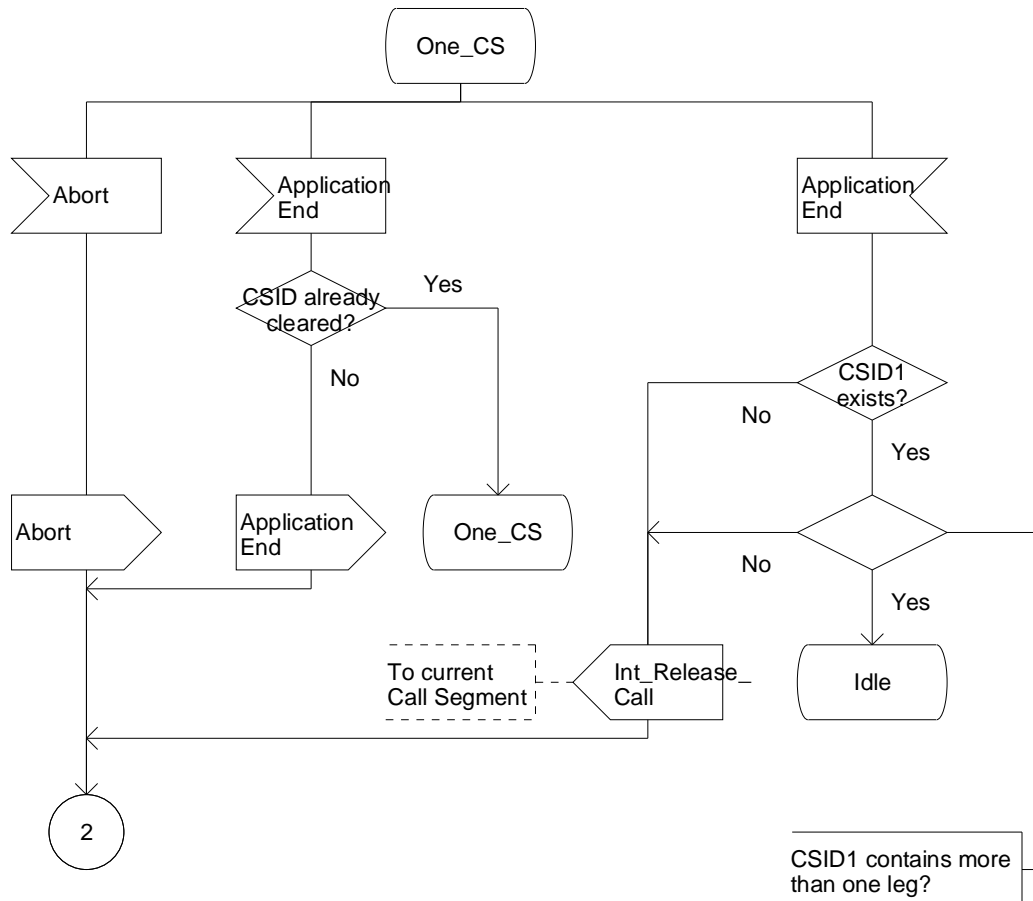 One_CS
Abort
Application
End
Application
End
CSID already
cleared?
Yes
No
CSID1
exists?
No
Yes
Abort
Application
End
One_CS
No
Yes
To current
Call Segment
Int_Release_
Call
Idle
2
CSID1 contains more
than one leg?